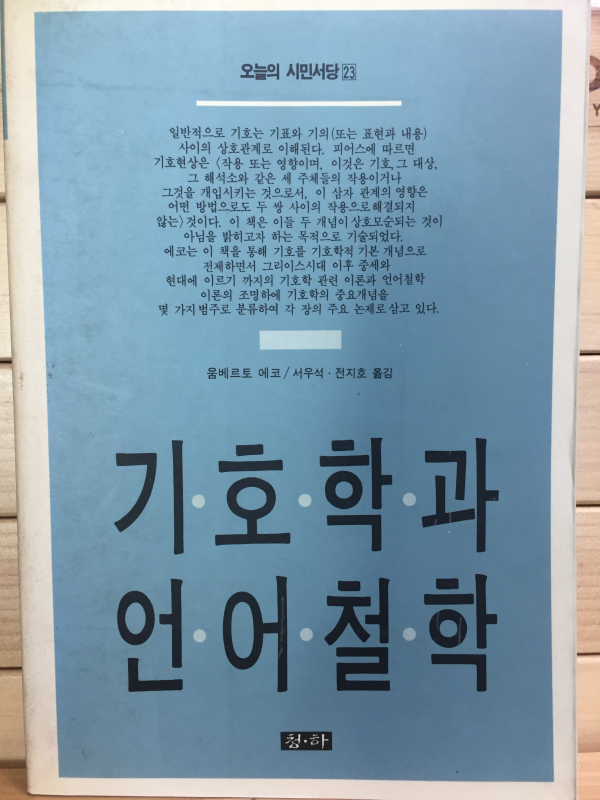 오늘의 시민서당 23
일반적으로 기호는 기표와 기의(또는 표현과 내용)
사이의 상호관계로 이해된다. 피어스에 따르면
기호현상은 〈작용 또는 영향이며, 이것은 기호, 그 대상,
그 해석소와 같은 세 주체들의 작용이거나
그것을 개입시키는 것으로서, 이 삼자 관계의 영향은
어떤 방법으로도 두 쌍 사이의 작용으로 해결되지
않는〉것이다. 이 책은 이들 두 개념이 상호모순되는 것이
아님을 밝히고자 하는 목적으로 기술되었다.
에코는 이 책을 통해 기호를 기호학적 기본 개념으로
전제하면서 그리이스시대 이후 중세와
현대에 이르기 까지의 기호학 관련 이론과 언어철학
이론의 조명하에 기호학의 중요개념을
몇 가지 범주로 분류하여 각 장의 주요 논제로 삼고 있다.
움베르토 에코/서우석·전지호 옮김
기·호·학·과
언·어·철·학
청·하